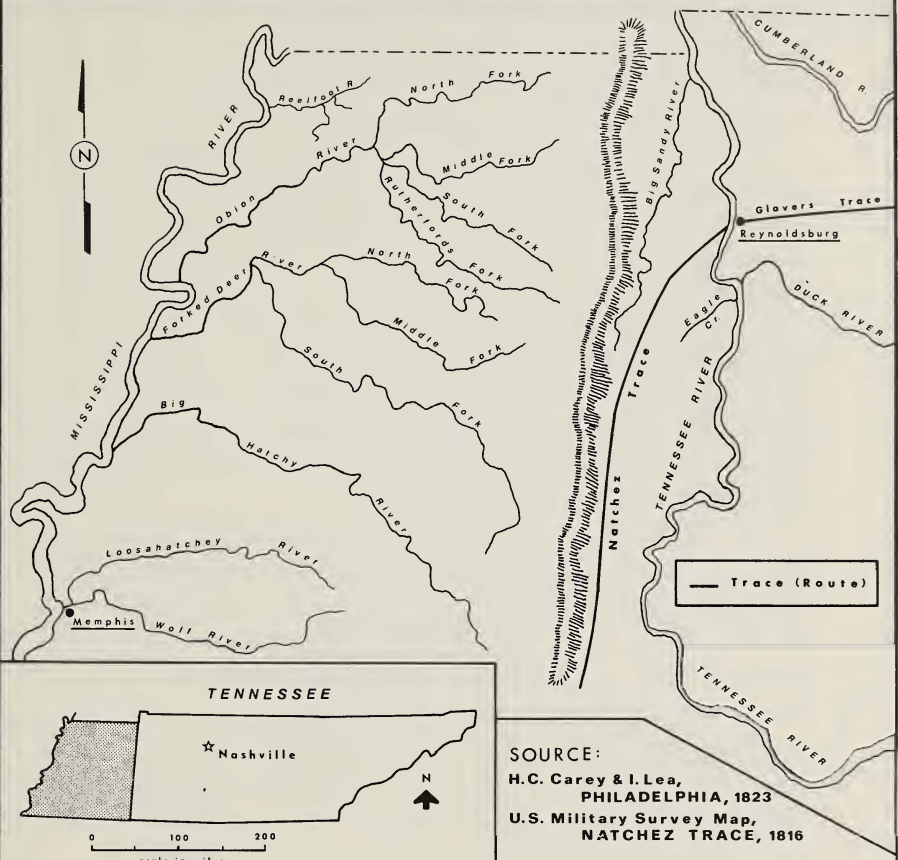 CUMBERLAND R.
N
RIVER
Reelfoot R.
North Fork
Obion River
Middle Fork
South Fork
Rutherfords Fork
Big Sandy River
Glovers Trace
Reynoldsburg
Forked Deer River
North Fork
Middle Fork
South Fork
Eagle Cr.
DUCK RIVER
MISSISSIPPI
Natchez Trace
TENNESSEE RIVER
Big Hatchy River
Loosahatchey River
Memphis
Wolf River
Trace (Route)
TENNESSEE RIVER
TENNESSEE
Nashville
N
0 100 200
SOURCE:
H.C. Carey & I. Lea,
PHILADELPHIA, 1823
U.S. Military Survey Map,
NATCHEZ TRACE, 1816